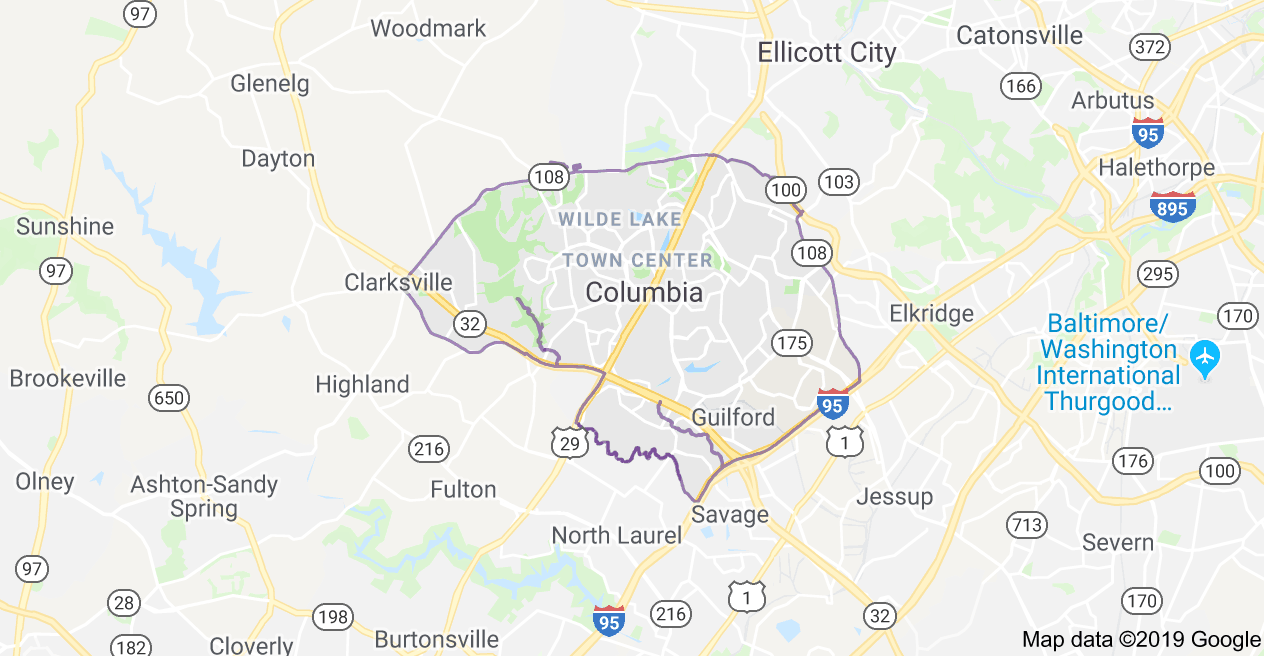 97
Woodmark
Ellicott City
Catonsville
372
Glenelg
166
Arbutus
95
Dayton
108
Halethorpe
100
103
895
WILDE LAKE
Sunshine
108
TOWN CENTER
97
295
Clarksville
Columbia
170
32
Elkridge
Baltimore/
Washington
International
Thurgood...
175
Brookeville
Highland
650
95
Guilford
29
1
216
176
100
Olney
Ashton-Sandy
Spring
Fulton
Jessup
Savage
713
North Laurel
Severn
97
28
1
170
198
95
216
32
182
Cloverly
Burtonsville
Map data ©2019 Google